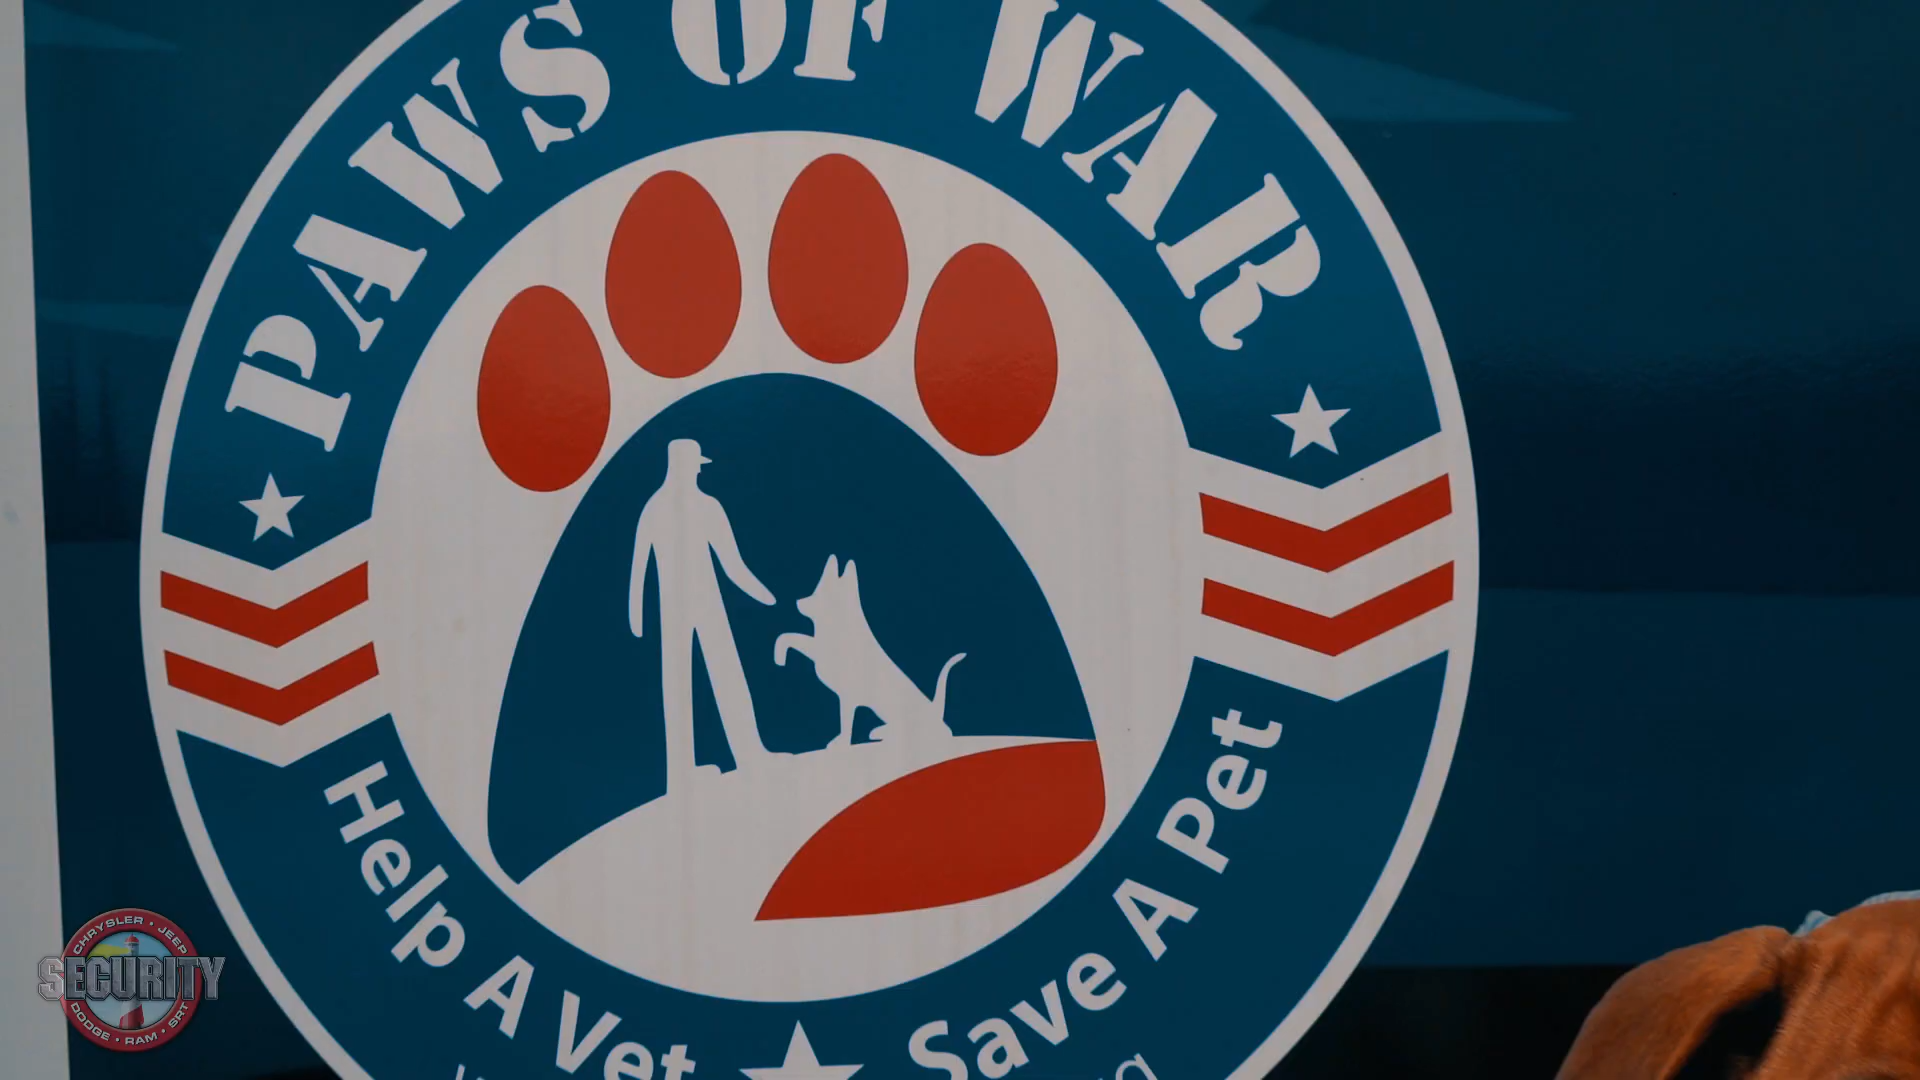 PAWS OF WAR
Help A Vet
Save A Pet
CHRYSLER • JEEP
SECURITY
DODGE • RAM • SRT